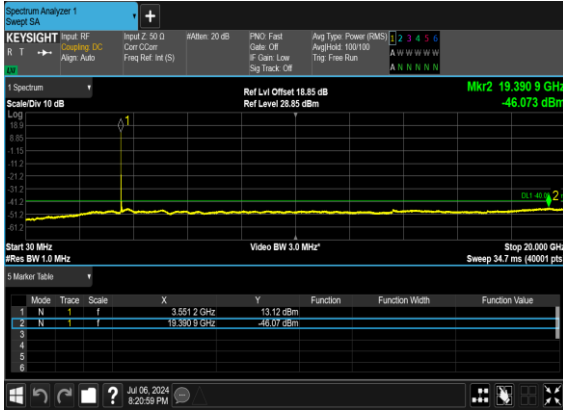 Spectrum Analyzer 1
Swept SA
+
KEYSIGHT Input: RF Input Z: 50 Ω #Atten: 20 dB PNO: Fast Avg Type: Power (RMS) 1 2 3 4 5 6
R T Coupling: DC Corr CCorr Gate: Off Avg|Hold: 100/100 A W W W W W
Align: Auto Freq Ref: Int (S) IF Gain: Low Trig: Free Run
LXI Sig Track: Off A N N N N N
1 Spectrum Ref Lvl Offset 18.85 dB Mkr2 19.390 9 GHz
Scale/Div 10 dB Ref Level 28.85 dBm -46.073 dBm
Log
18.9 1
8.85
-1.15
-11.2
-21.2
-31.2
-41.2 2
-51.2
-61.2
Start 30 MHz Video BW 3.0 MHz* Stop 20.000 GHz
#Res BW 1.0 MHz Sweep 34.7 ms (40001 pts)
5 Marker Table
Mode Trace Scale X Y Function Function Width Function Value
1 N 1 f 3.551 2 GHz 13.12 dBm
2 N 1 f 19.390 9 GHz -46.07 dBm
3
4
5
6
? Jul 06, 2024
8:20:59 PM